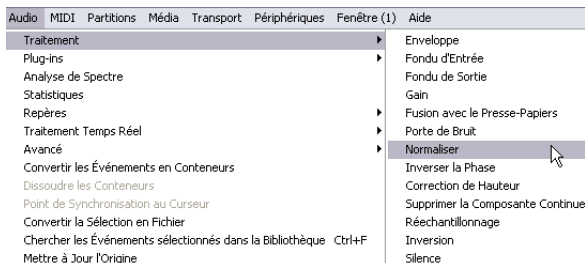 Audio MIDI Partitions Média Transport Périphériques Fenêtre (1) Aide
Traitement
Plug-ins
Analyse de Spectre
Statistiques
Repères
Traitement Temps Réel
Avancé
Convertir les Événements en Conteneurs
Dissoudre les Conteneurs
Point de Synchronisation au Curseur
Convertir la Sélection en Fichier
Chercher les Événements sélectionnés dans la Bibliothèque Ctrl+F
Mettre à Jour l'Origine
Enveloppe
Fondu d'Entrée
Fondu de Sortie
Gain
Fusion avec le Presse-Papiers
Porte de Bruit
Normaliser
Inverser la Phase
Correction de Hauteur
Supprimer la Composante Continue
Réechantillonnage
Inversion
Silence